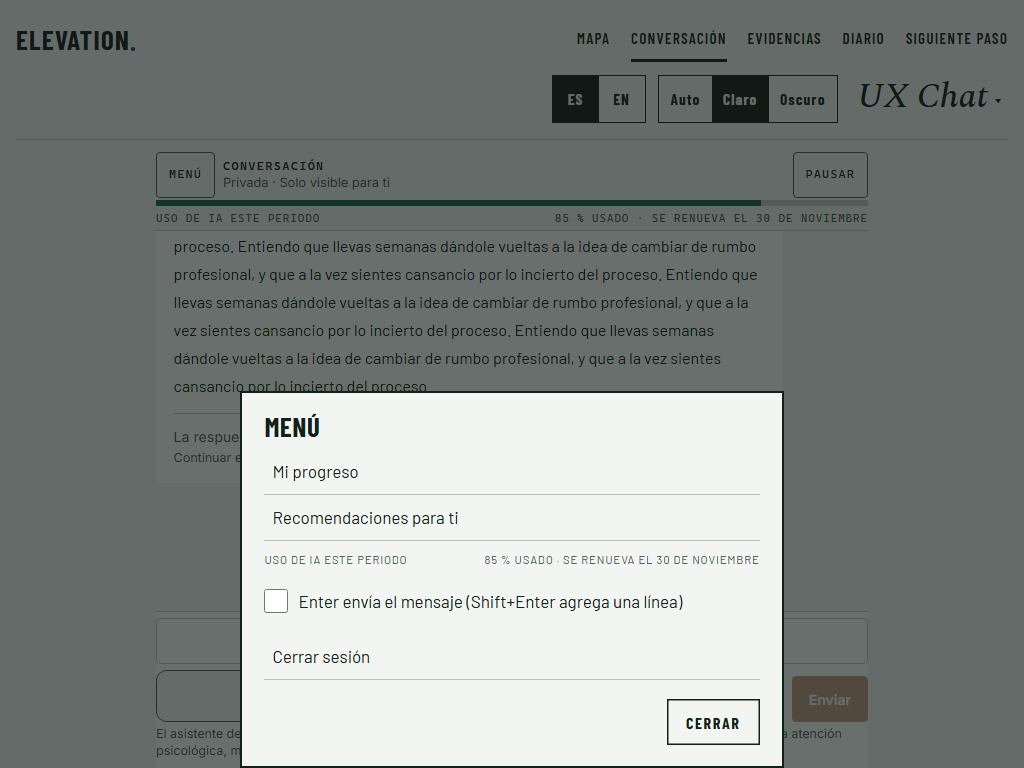 ELEVATION.
MAPA CONVERSACIÓN EVIDENCIAS DIARIO SIGUIENTE PASO
ES EN Auto Claro Oscuro UX Chat
MENÚ
CONVERSACIÓN
Privada · Solo visible para ti
PAUSAR
USO DE IA ESTE PERIODO 85 % USADO · SE RENUEVA EL 30 DE NOVIEMBRE
proceso. Entiendo que llevas semanas dándole vueltas a la idea de cambiar de rumbo
profesional, y que a la vez sientes cansancio por lo incierto del proceso. Entiendo que
llevas semanas dándole vueltas a la idea de cambiar de rumbo profesional, y que a la
vez sientes cansancio por lo incierto del proceso. Entiendo que llevas semanas
dándole vueltas a la idea de cambiar de rumbo profesional, y que a la vez sientes
cansancio por lo incierto del proceso
La respue
Continuar e
MENÚ
Mi progreso
Recomendaciones para ti
USO DE IA ESTE PERIODO 85 % USADO · SE RENUEVA EL 30 DE NOVIEMBRE
Enter envía el mensaje (Shift+Enter agrega una línea)
Cerrar sesión
CERRAR
Enviar
El asistente de a atención
psicológica, m